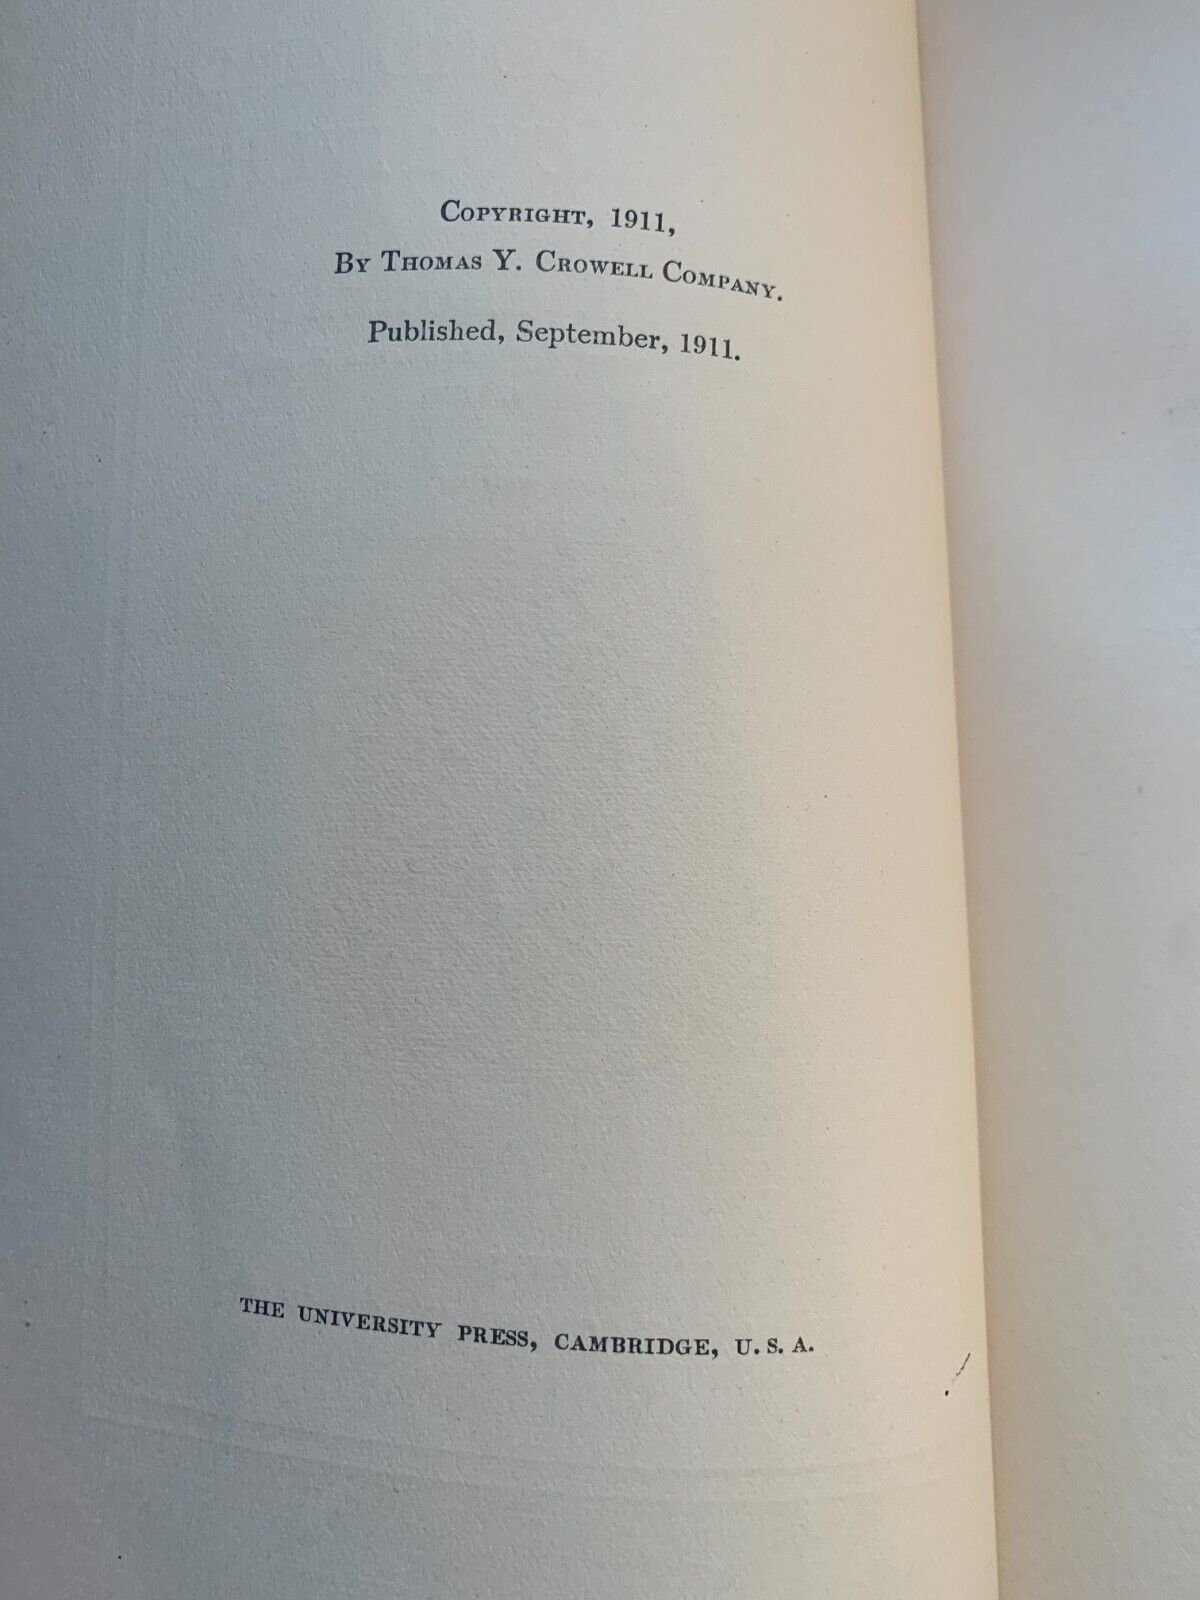 COPYRIGHT, 1911,
BY THOMAS Y. CROWELL COMPANY.
Published, September, 1911.
THE UNIVERSITY PRESS, CAMBRIDGE, U. S. A.